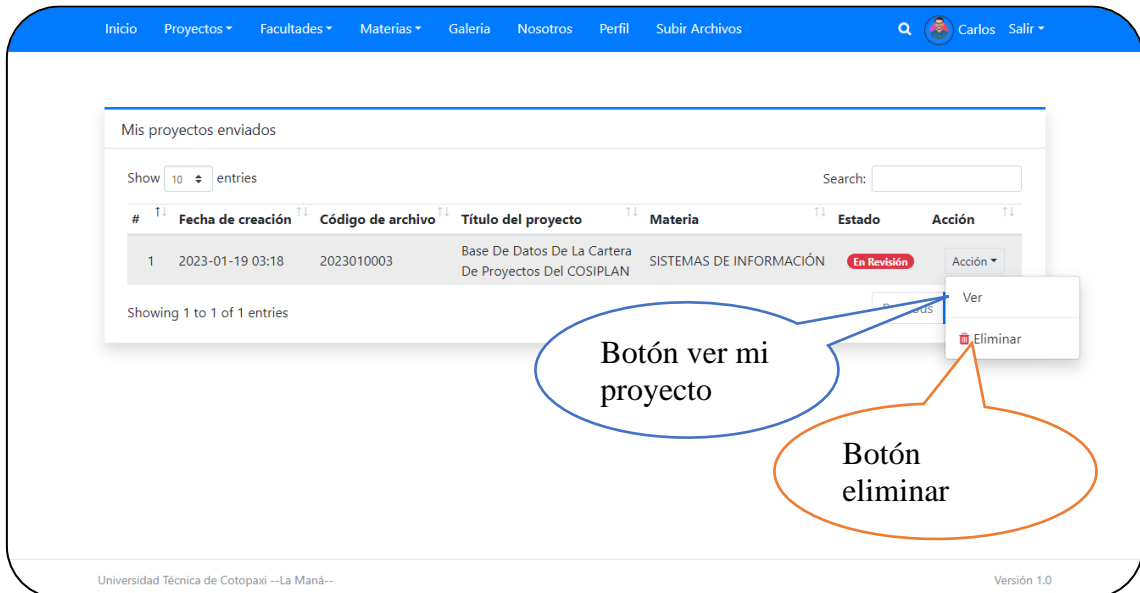 Inicio Proyectos Facultades Materias Galeria Nosotros Perfil Subir Archivos Carlos Salir
Mis proyectos enviados
Show 10 entries Search:
# Fecha de creación Código de archivo Título del proyecto Materia Estado Acción
1 2023-01-19 03:18 2023010003 Base De Datos De La Cartera De Proyectos Del COSIPLAN SISTEMAS DE INFORMACIÓN En Revisión Acción
Showing 1 to 1 of 1 entries
Ver
Eliminar
Botón ver mi
proyecto
Botón
eliminar
Universidad Técnica de Cotopaxi --La Maná-- Versión 1.0